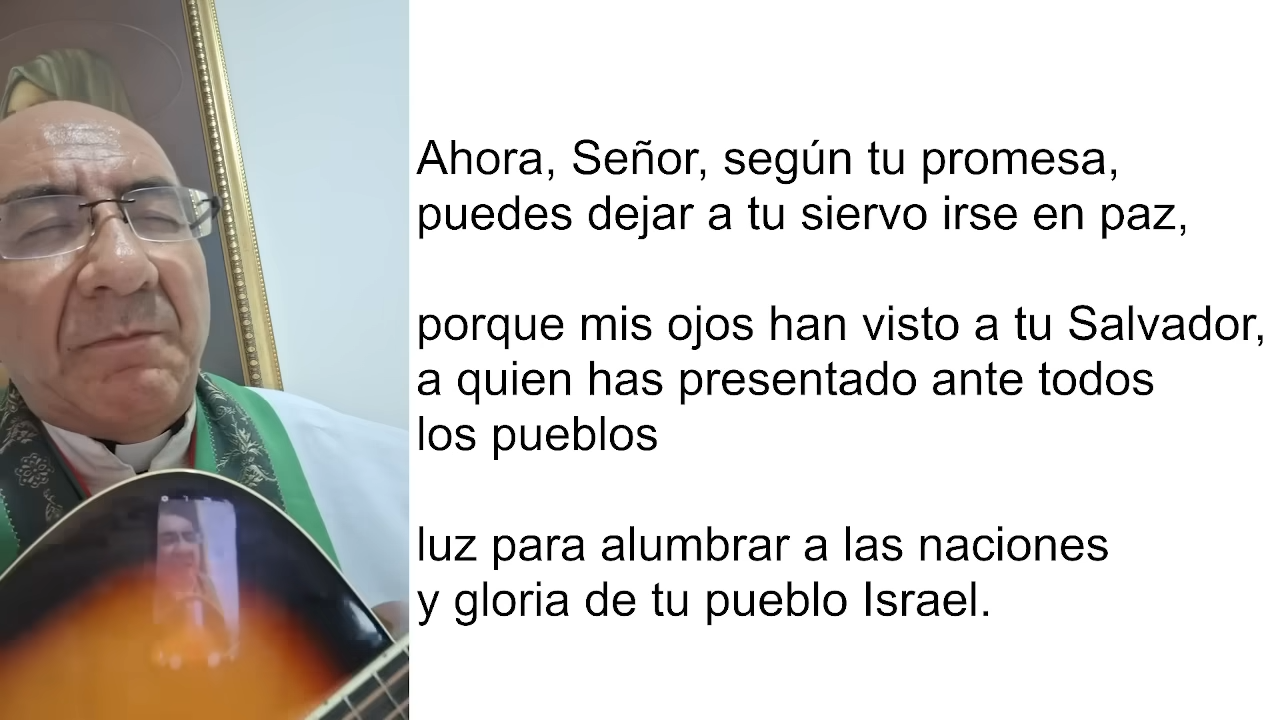 Ahora, Señor, según tu promesa,
puedes dejar a tu siervo irse en paz,
porque mis ojos han visto a tu Salvador,
a quien has presentado ante todos
los pueblos
luz para alumbrar a las naciones
y gloria de tu pueblo Israel.